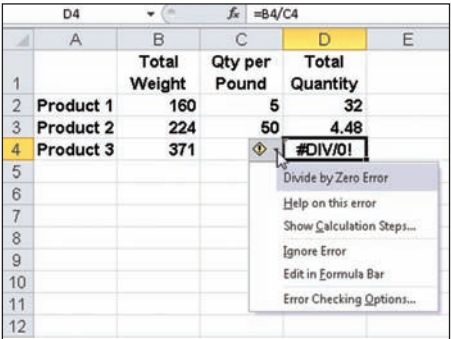 D4 fx =B4/C4
A B C D E
1 Total Weight Qty per Pound Total Quantity
2 Product 1 160 5 32
3 Product 2 224 50 4.48
4 Product 3 371 #DIV/0!
5
Divide by Zero Error
6
Help on this error
7
Show Calculation Steps...
8
Ignore Error
9
Edit in Formula Bar
10
Error Checking Options...
11
12